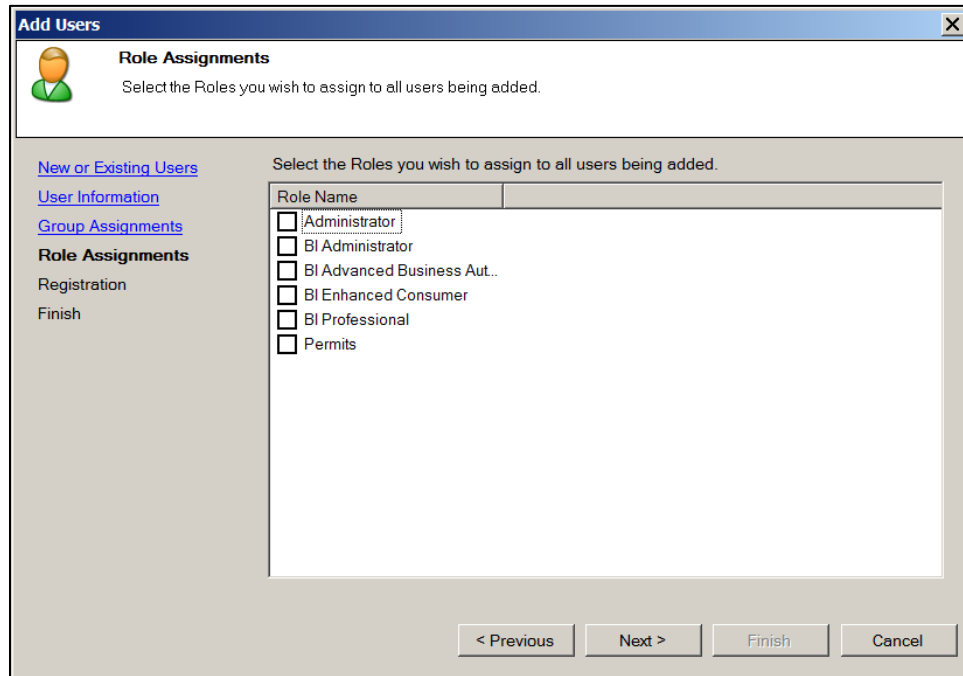 Add Users
Role Assignments
Select the Roles you wish to assign to all users being added.
New or Existing Users
User Information
Group Assignments
Role Assignments
Registration
Finish
Select the Roles you wish to assign to all users being added.
Role Name
Administrator
BI Administrator
BI Advanced Business Aut...
BI Enhanced Consumer
BI Professional
Permits
< Previous
Next >
Finish
Cancel